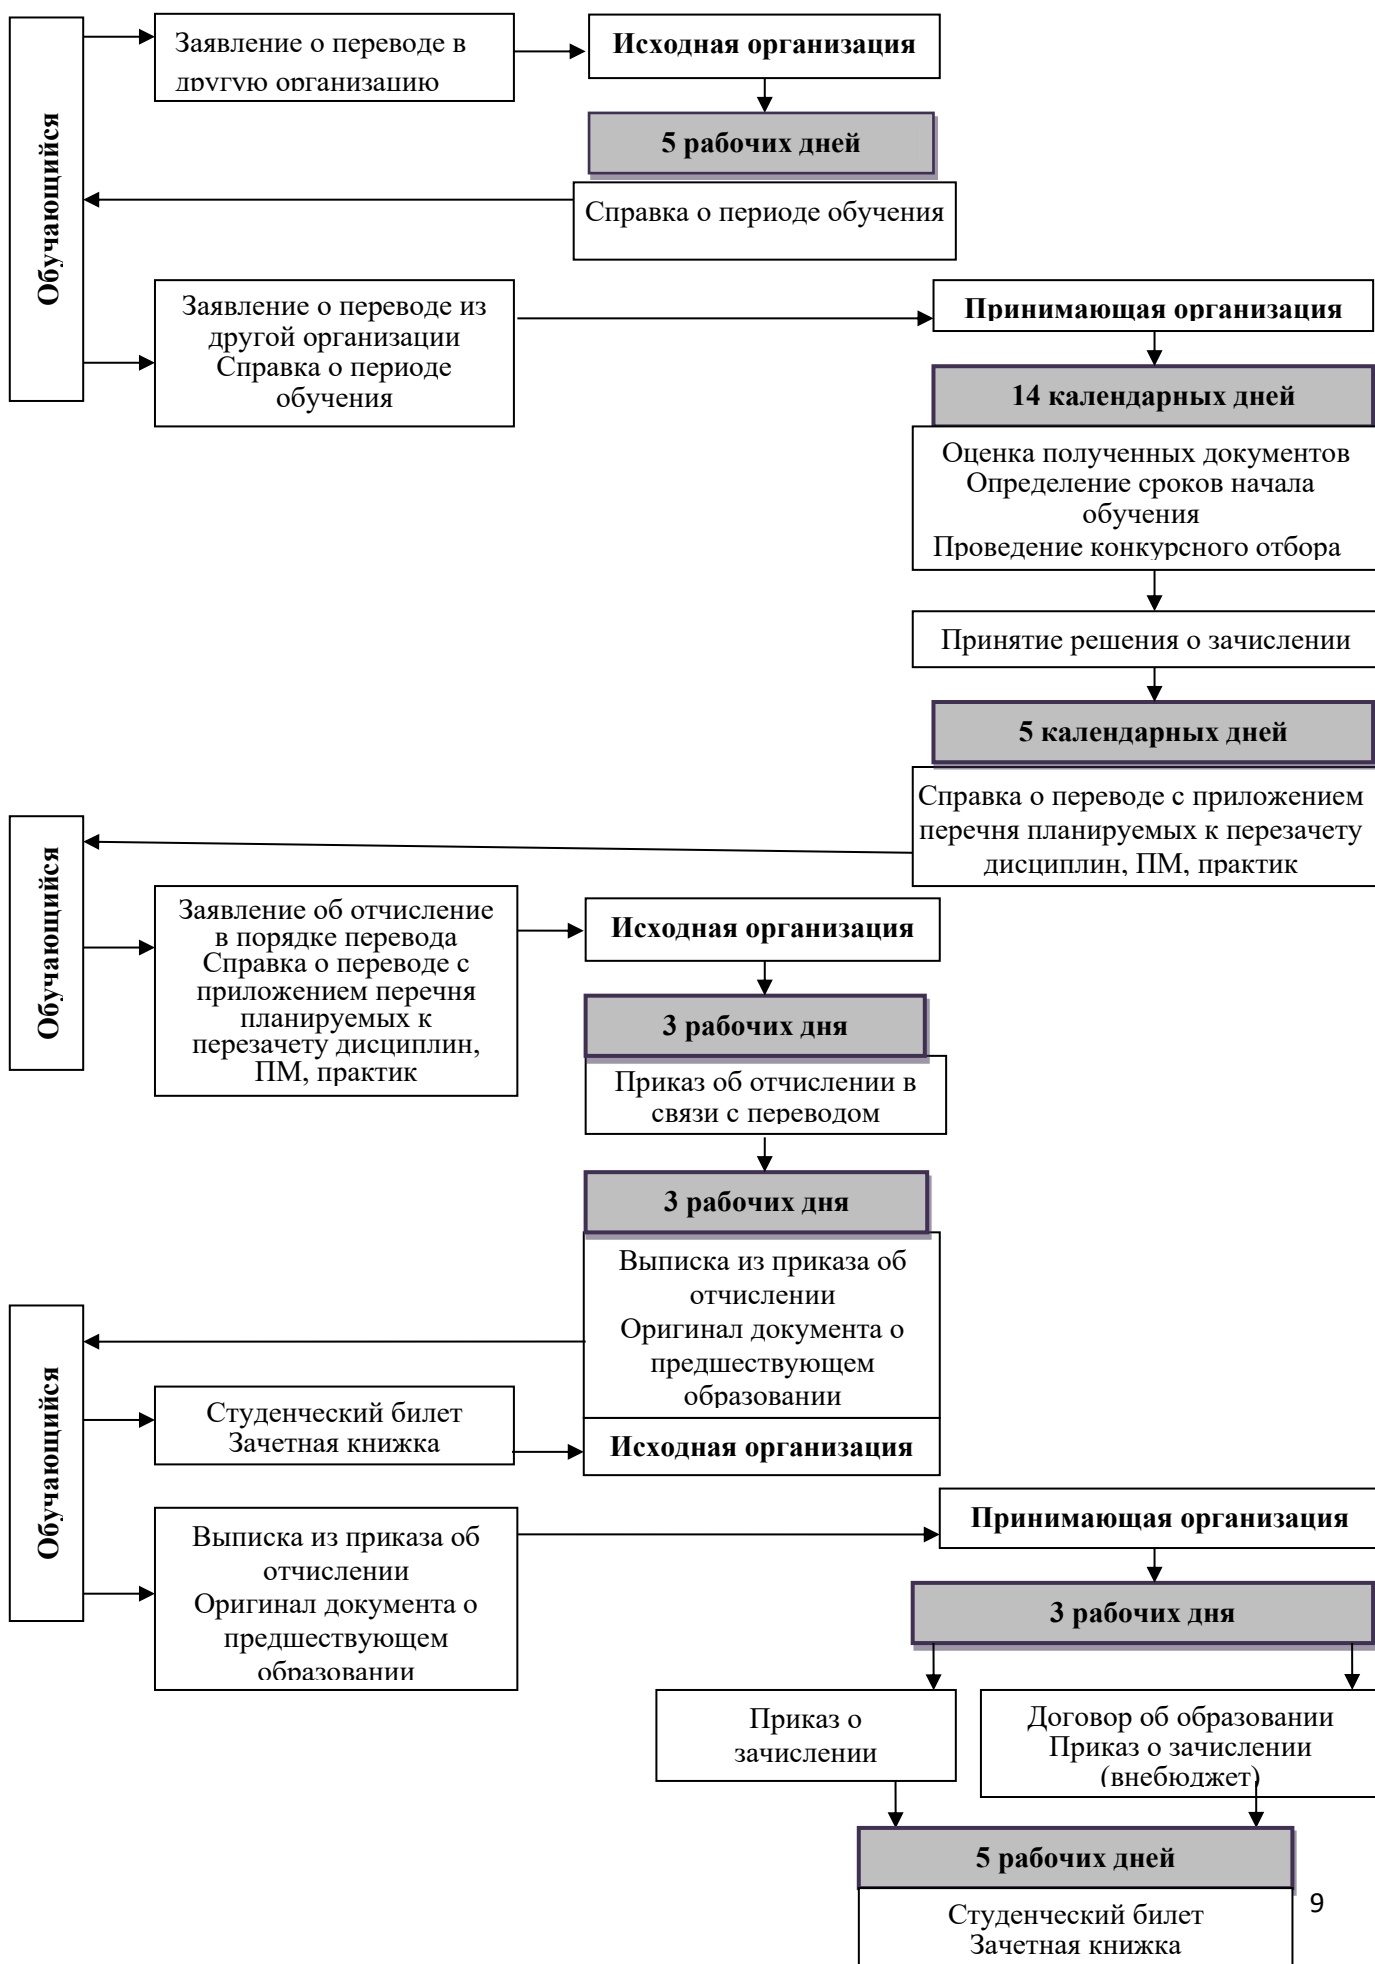 Обучающийся
Заявление о переводе в
другую организацию
Исходная организация
5 рабочих дней
Справка о периоде обучения
Заявление о переводе из
другой организации
Справка о периоде
обучения
Принимающая организация
14 календарных дней
Оценка полученных документов
Определение сроков начала
обучения
Проведение конкурсного отбора
Принятие решения о зачислении
5 календарных дней
Справка о переводе с приложением
перечня планируемых к перезачету
дисциплин, ПМ, практик
Обучающийся
Заявление об отчисление
в порядке перевода
Справка о переводе с
приложением перечня
планируемых к
перезачету дисциплин,
ПМ, практик
Исходная организация
3 рабочих дня
Приказ об отчислении в
связи с переводом
3 рабочих дня
Выписка из приказа об
отчислении
Оригинал документа о
предшествующем
образовании
Обучающийся
Студенческий билет
Зачетная книжка
Исходная организация
Выписка из приказа об
отчислении
Оригинал документа о
предшествующем
образовании
Принимающая организация
3 рабочих дня
Приказ о
зачислении
Договор об образовании
Приказ о зачислении
(внебюджет)
5 рабочих дней
Студенческий билет
Зачетная книжка
9